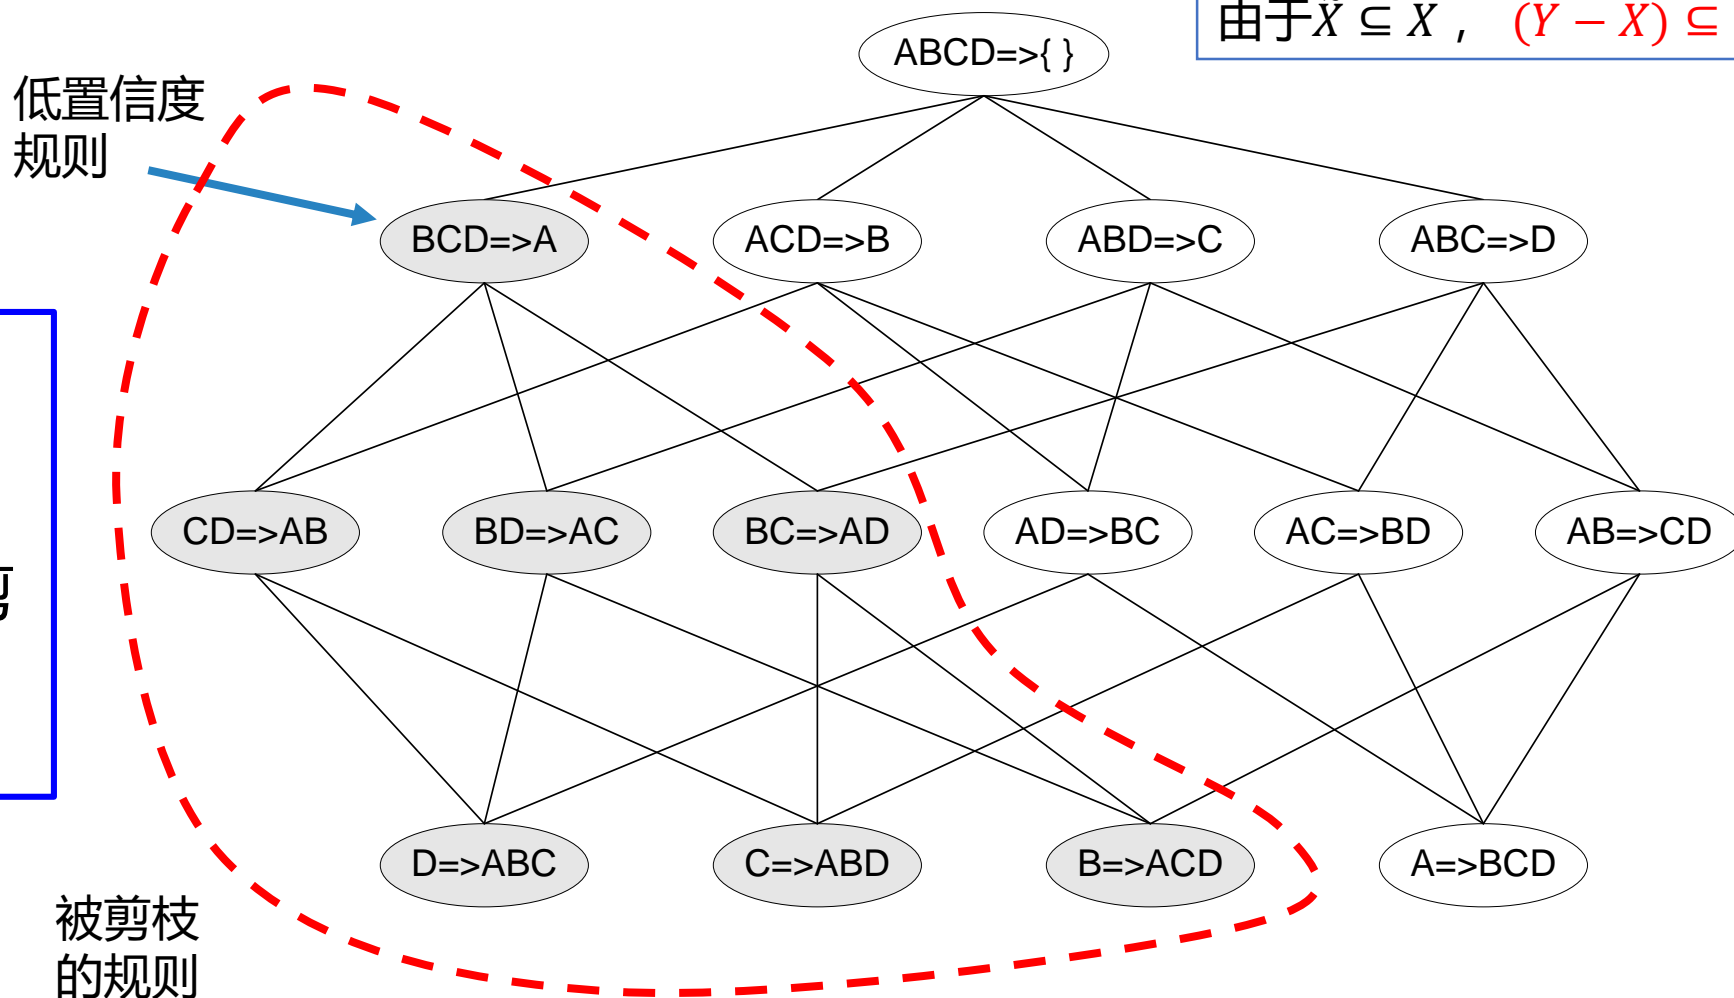 由于X̃ ⊆ X， (Y − X) ⊆
ABCD=>{ }
低置信度
规则
BCD=>A
ACD=>B
ABD=>C
ABC=>D
CD=>AB
BD=>AC
BC=>AD
AD=>BC
AC=>BD
AB=>CD
D=>ABC
C=>ABD
B=>ACD
A=>BCD
被剪枝
的规则